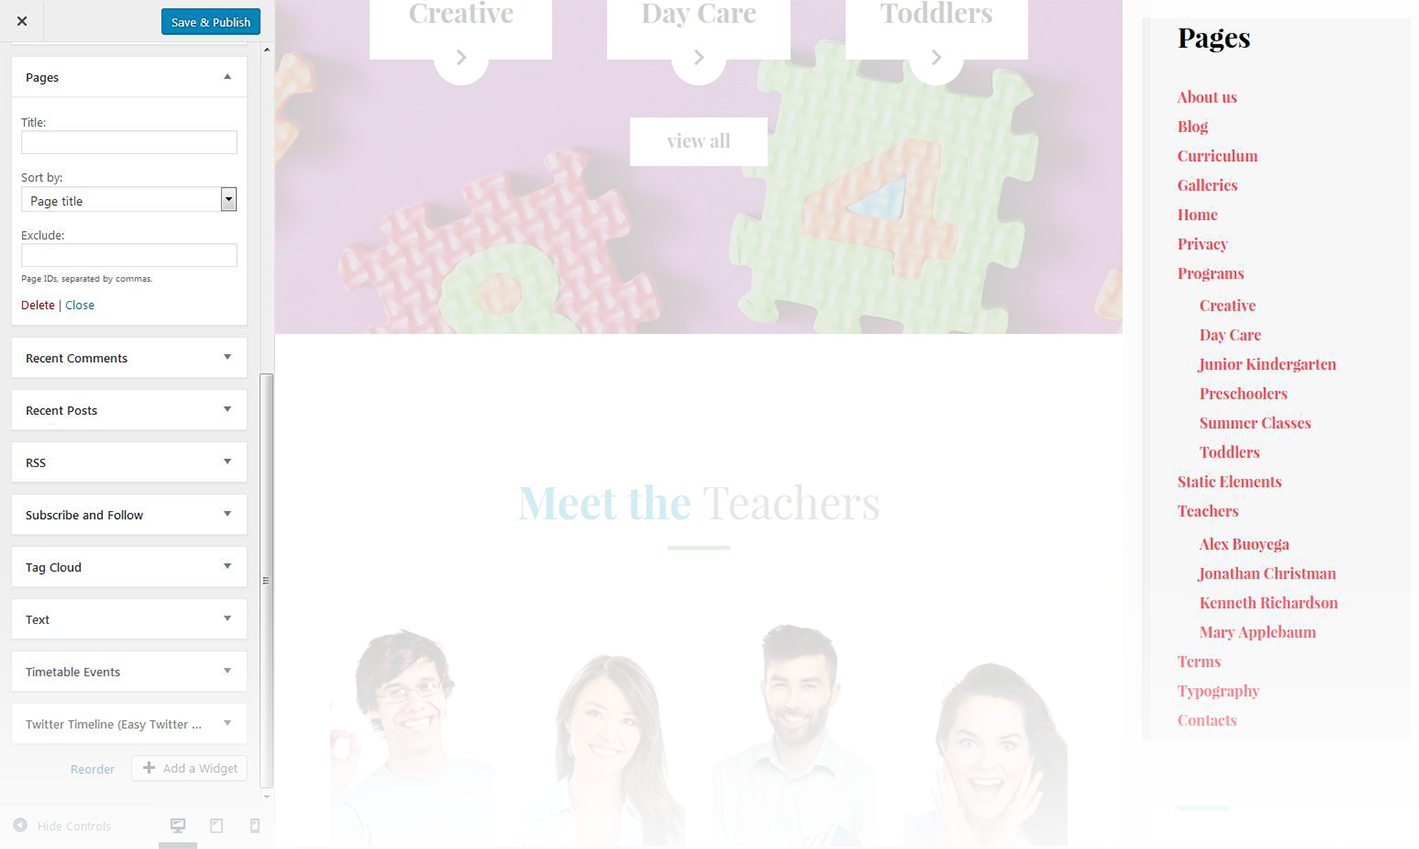 Save & Publish
Pages
Title:
Sort by:
Page title
Exclude:
Page IDs, separated by commas.
Delete | Close
Recent Comments
Recent Posts
RSS
Subscribe and Follow
Tag Cloud
Text
Timetable Events
Twitter Timeline (Easy Twitter ...
Reorder
Add a Widget
Hide Controls
Creative
Day Care
Toddlers
view all
4
8
Meet the Teachers
Pages
About us
Blog
Curriculum
Galleries
Home
Privacy
Programs
Creative
Day Care
Junior Kindergarten
Preschoolers
Summer Classes
Toddlers
Static Elements
Teachers
Alex Buoyega
Jonathan Christman
Kenneth Richardson
Mary Applebaum
Terms
Typography
Contacts